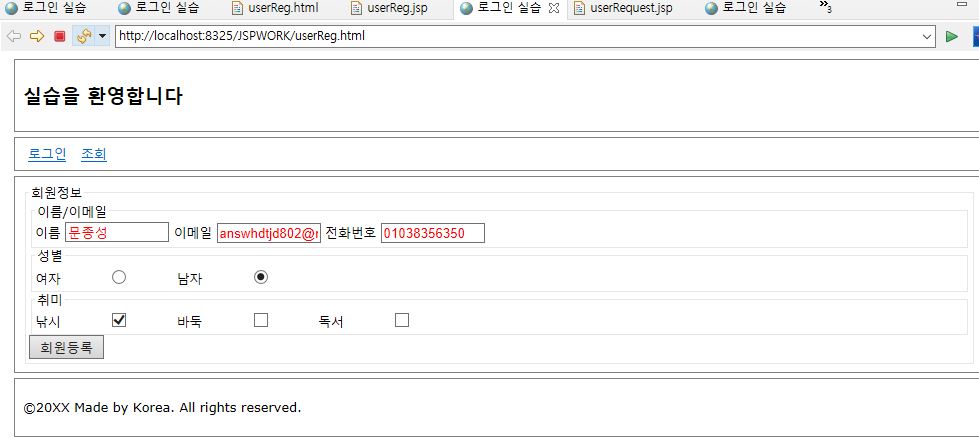 로그인 실습 로그인 실습 userReg.html userReg.jsp 로그인 실습 userRequest.jsp 로그인 실습 »3
http://localhost:8325/JSPWORK/userReg.html
실습을 환영합니다
로그인 조회
회원정보
이름/이메일
이름 문종성 이메일 answhdtjd802@ 전화번호 01038356350
성별
여자 남자
취미
낚시 바둑 독서
회원등록
©20XX Made by Korea. All rights reserved.